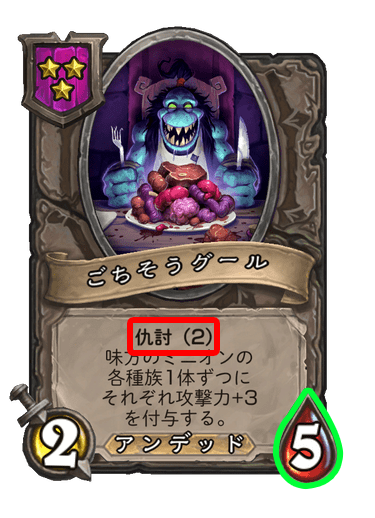 ごちそうグール
仇討（2）
味方のミニオンの
各種族1体ずつに
それぞれ攻撃力+3
を付与する。
2
アンデッド
5